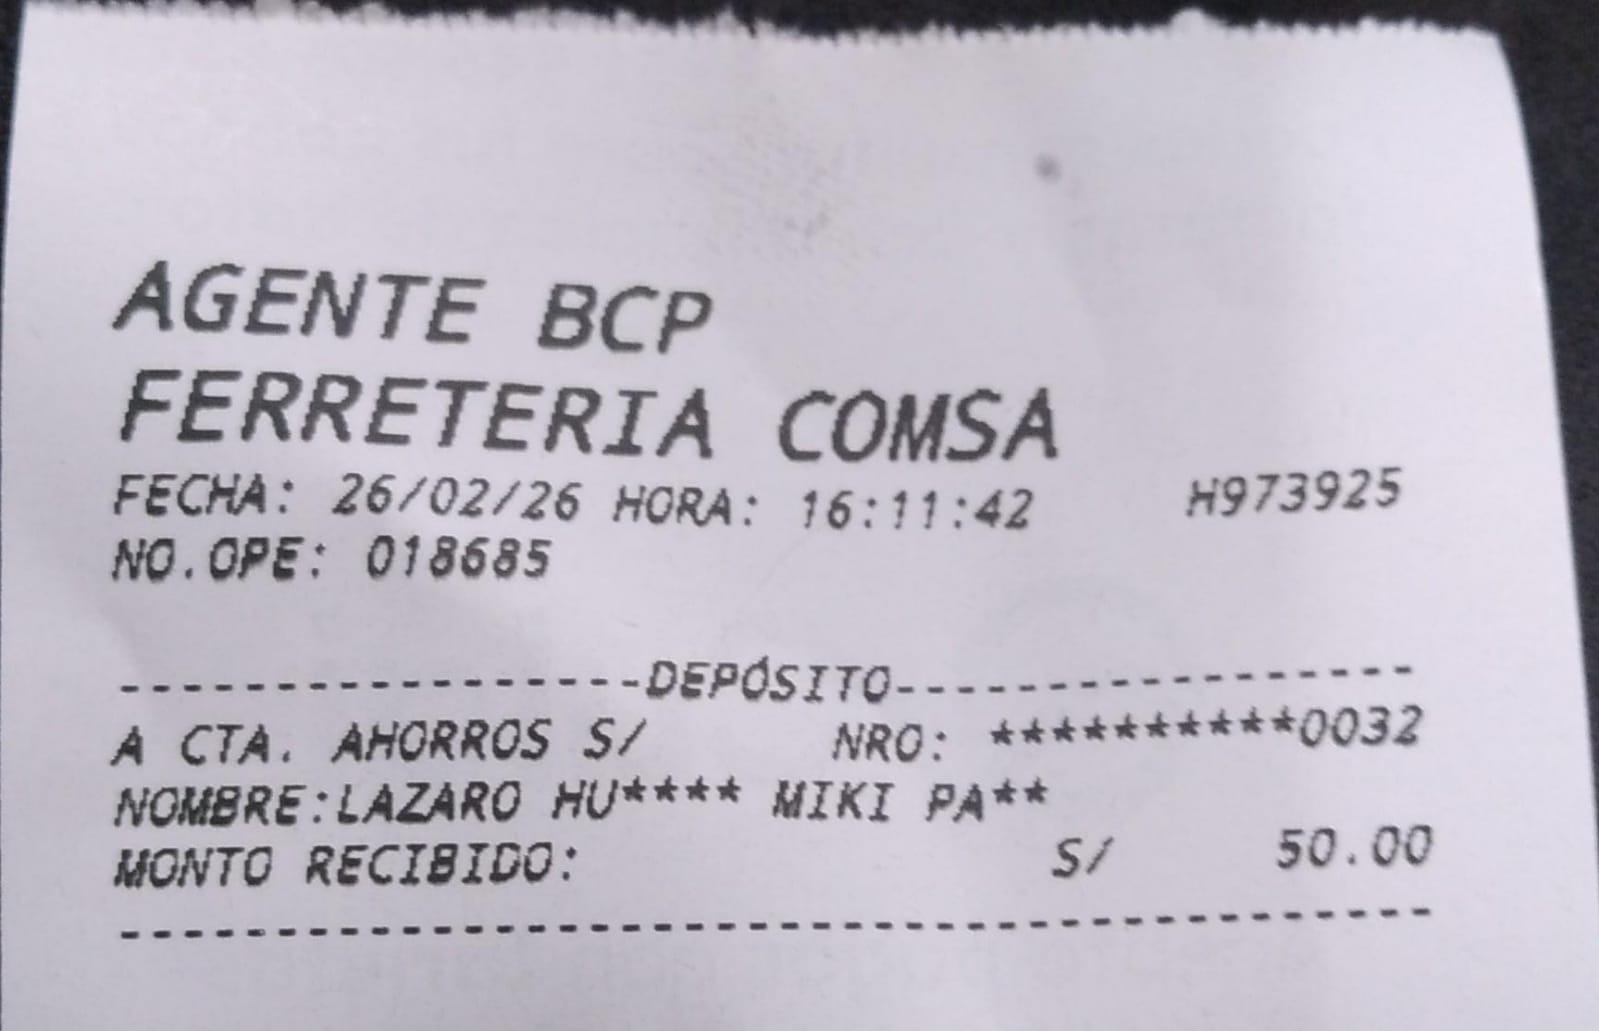 AGENTE BCP
FERRETERIA COMSA
FECHA: 26/02/26 HORA: 16:11:42 H973925
NO.OPE: 018685
-----------------DEPÓSITO-----------------
A CTA. AHORROS S/ NRO: **********0032
NOMBRE:LAZARO HU**** MIKI PA**
MONTO RECIBIDO: S/ 50.00
------------------------------------------